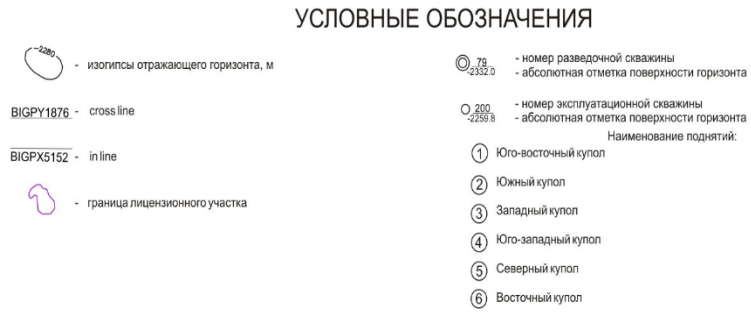 УСЛОВНЫЕ ОБОЗНАЧЕНИЯ
-2280
- изогипсы отражающего горизонта, м
BIGPY1876 - cross line
BIGPX5152 - in line
- граница лицензионного участка
79 - номер разведочной скважины
-2332.0 - абсолютная отметка поверхности горизонта
200 - номер эксплуатационной скважины
-2259.8 - абсолютная отметка поверхности горизонта
Наименование поднятий:
1 Юго-восточный купол
2 Южный купол
3 Западный купол
4 Юго-западный купол
5 Северный купол
6 Восточный купол